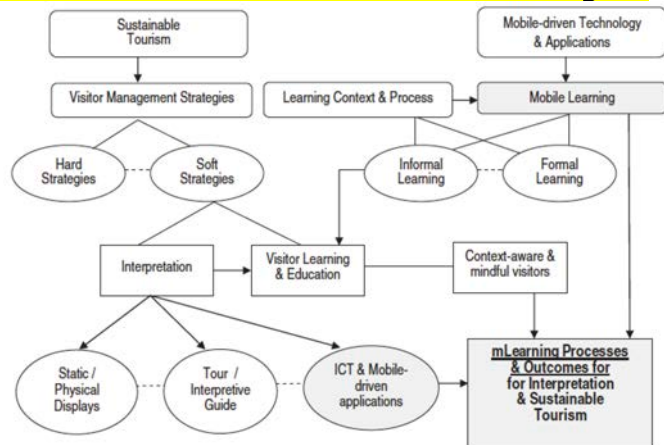 Sustainable
Tourism
Mobile-driven Technology
& Applications
Visitor Management Strategies
Learning Context & Process
Mobile Learning
Hard
Strategies
Soft
Strategies
Informal
Learning
Formal
Learning
Interpretation
Visitor Learning
& Education
Context-aware &
mindful visitors
Static /
Physical
Displays
Tour /
Interpretive
Guide
ICT & Mobile-
driven
applications
mLearning Processes
& Outcomes for
for Interpretation
& Sustainable
Tourism